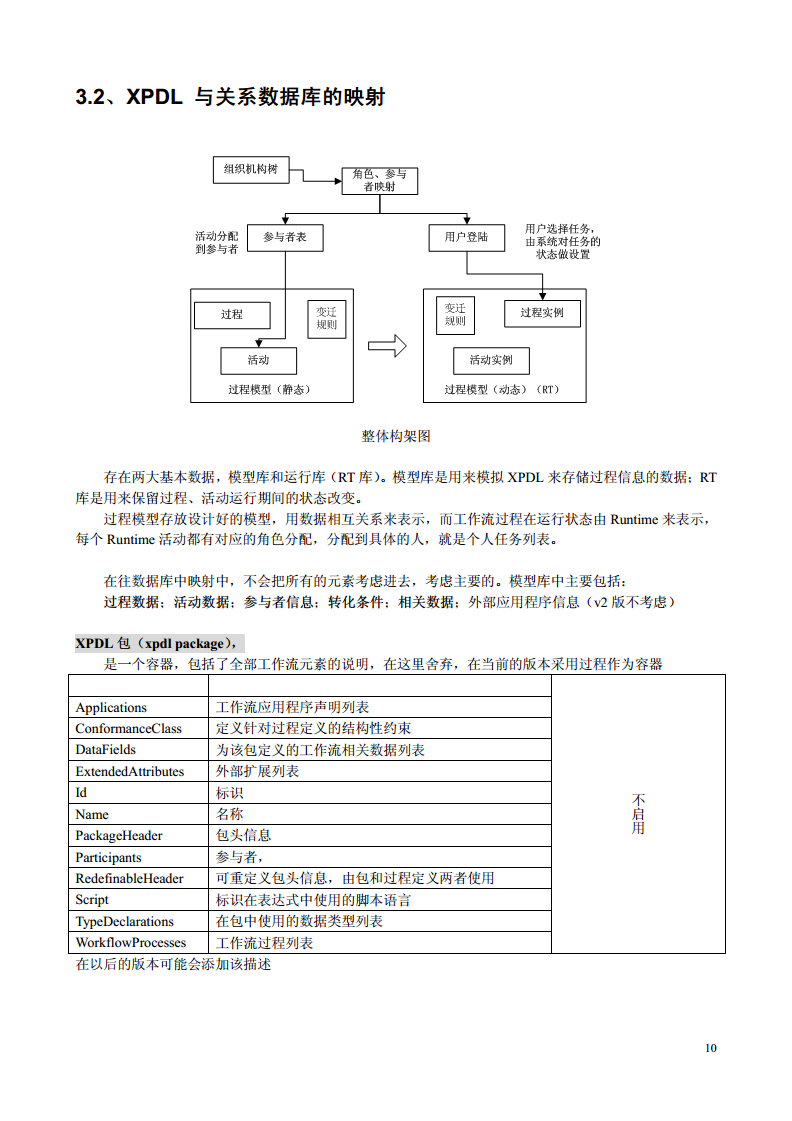 3.2、XPDL 与关系数据库的映射
组织机构树
角色、参与
者映射
活动分配
到参与者
参与者表
用户登陆
用户选择任务，
由系统对任务的
状态做设置
过程
变迁
规则
活动
过程模型（静态）
变迁
规则
过程实例
活动实例
过程模型（动态）（RT）
整体构架图
存在两大基本数据，模型库和运行库（RT 库）。模型库是用来模拟 XPDL 来存储过程信息的数据；RT
库是用来保留过程、活动运行期间的状态改变。
过程模型存放设计好的模型，用数据相互关系来表示，而工作流过程在运行状态由 Runtime 来表示，
每个 Runtime 活动都有对应的角色分配，分配到具体的人，就是个人任务列表。
在往数据库中映射中，不会把所有的元素考虑进去，考虑主要的。模型库中主要包括：
过程数据；活动数据；参与者信息；转化条件；相关数据；外部应用程序信息（v2 版不考虑）
XPDL 包（xpdl package），
是一个容器，包括了全部工作流元素的说明，在这里舍弃，在当前的版本采用过程作为容器
Applications 工作流应用程序声明列表
ConformanceClass 定义针对过程定义的结构性约束
DataFields 为该包定义的工作流相关数据列表
ExtendedAttributes 外部扩展列表
Id 标识
Name 名称
PackageHeader 包头信息
Participants 参与者，
RedefinableHeader 可重定义包头信息，由包和过程定义两者使用
Script 标识在表达式中使用的脚本语言
TypeDeclarations 在包中使用的数据类型列表
WorkflowProcesses 工作流过程列表
不
启
用
在以后的版本可能会添加该描述
10